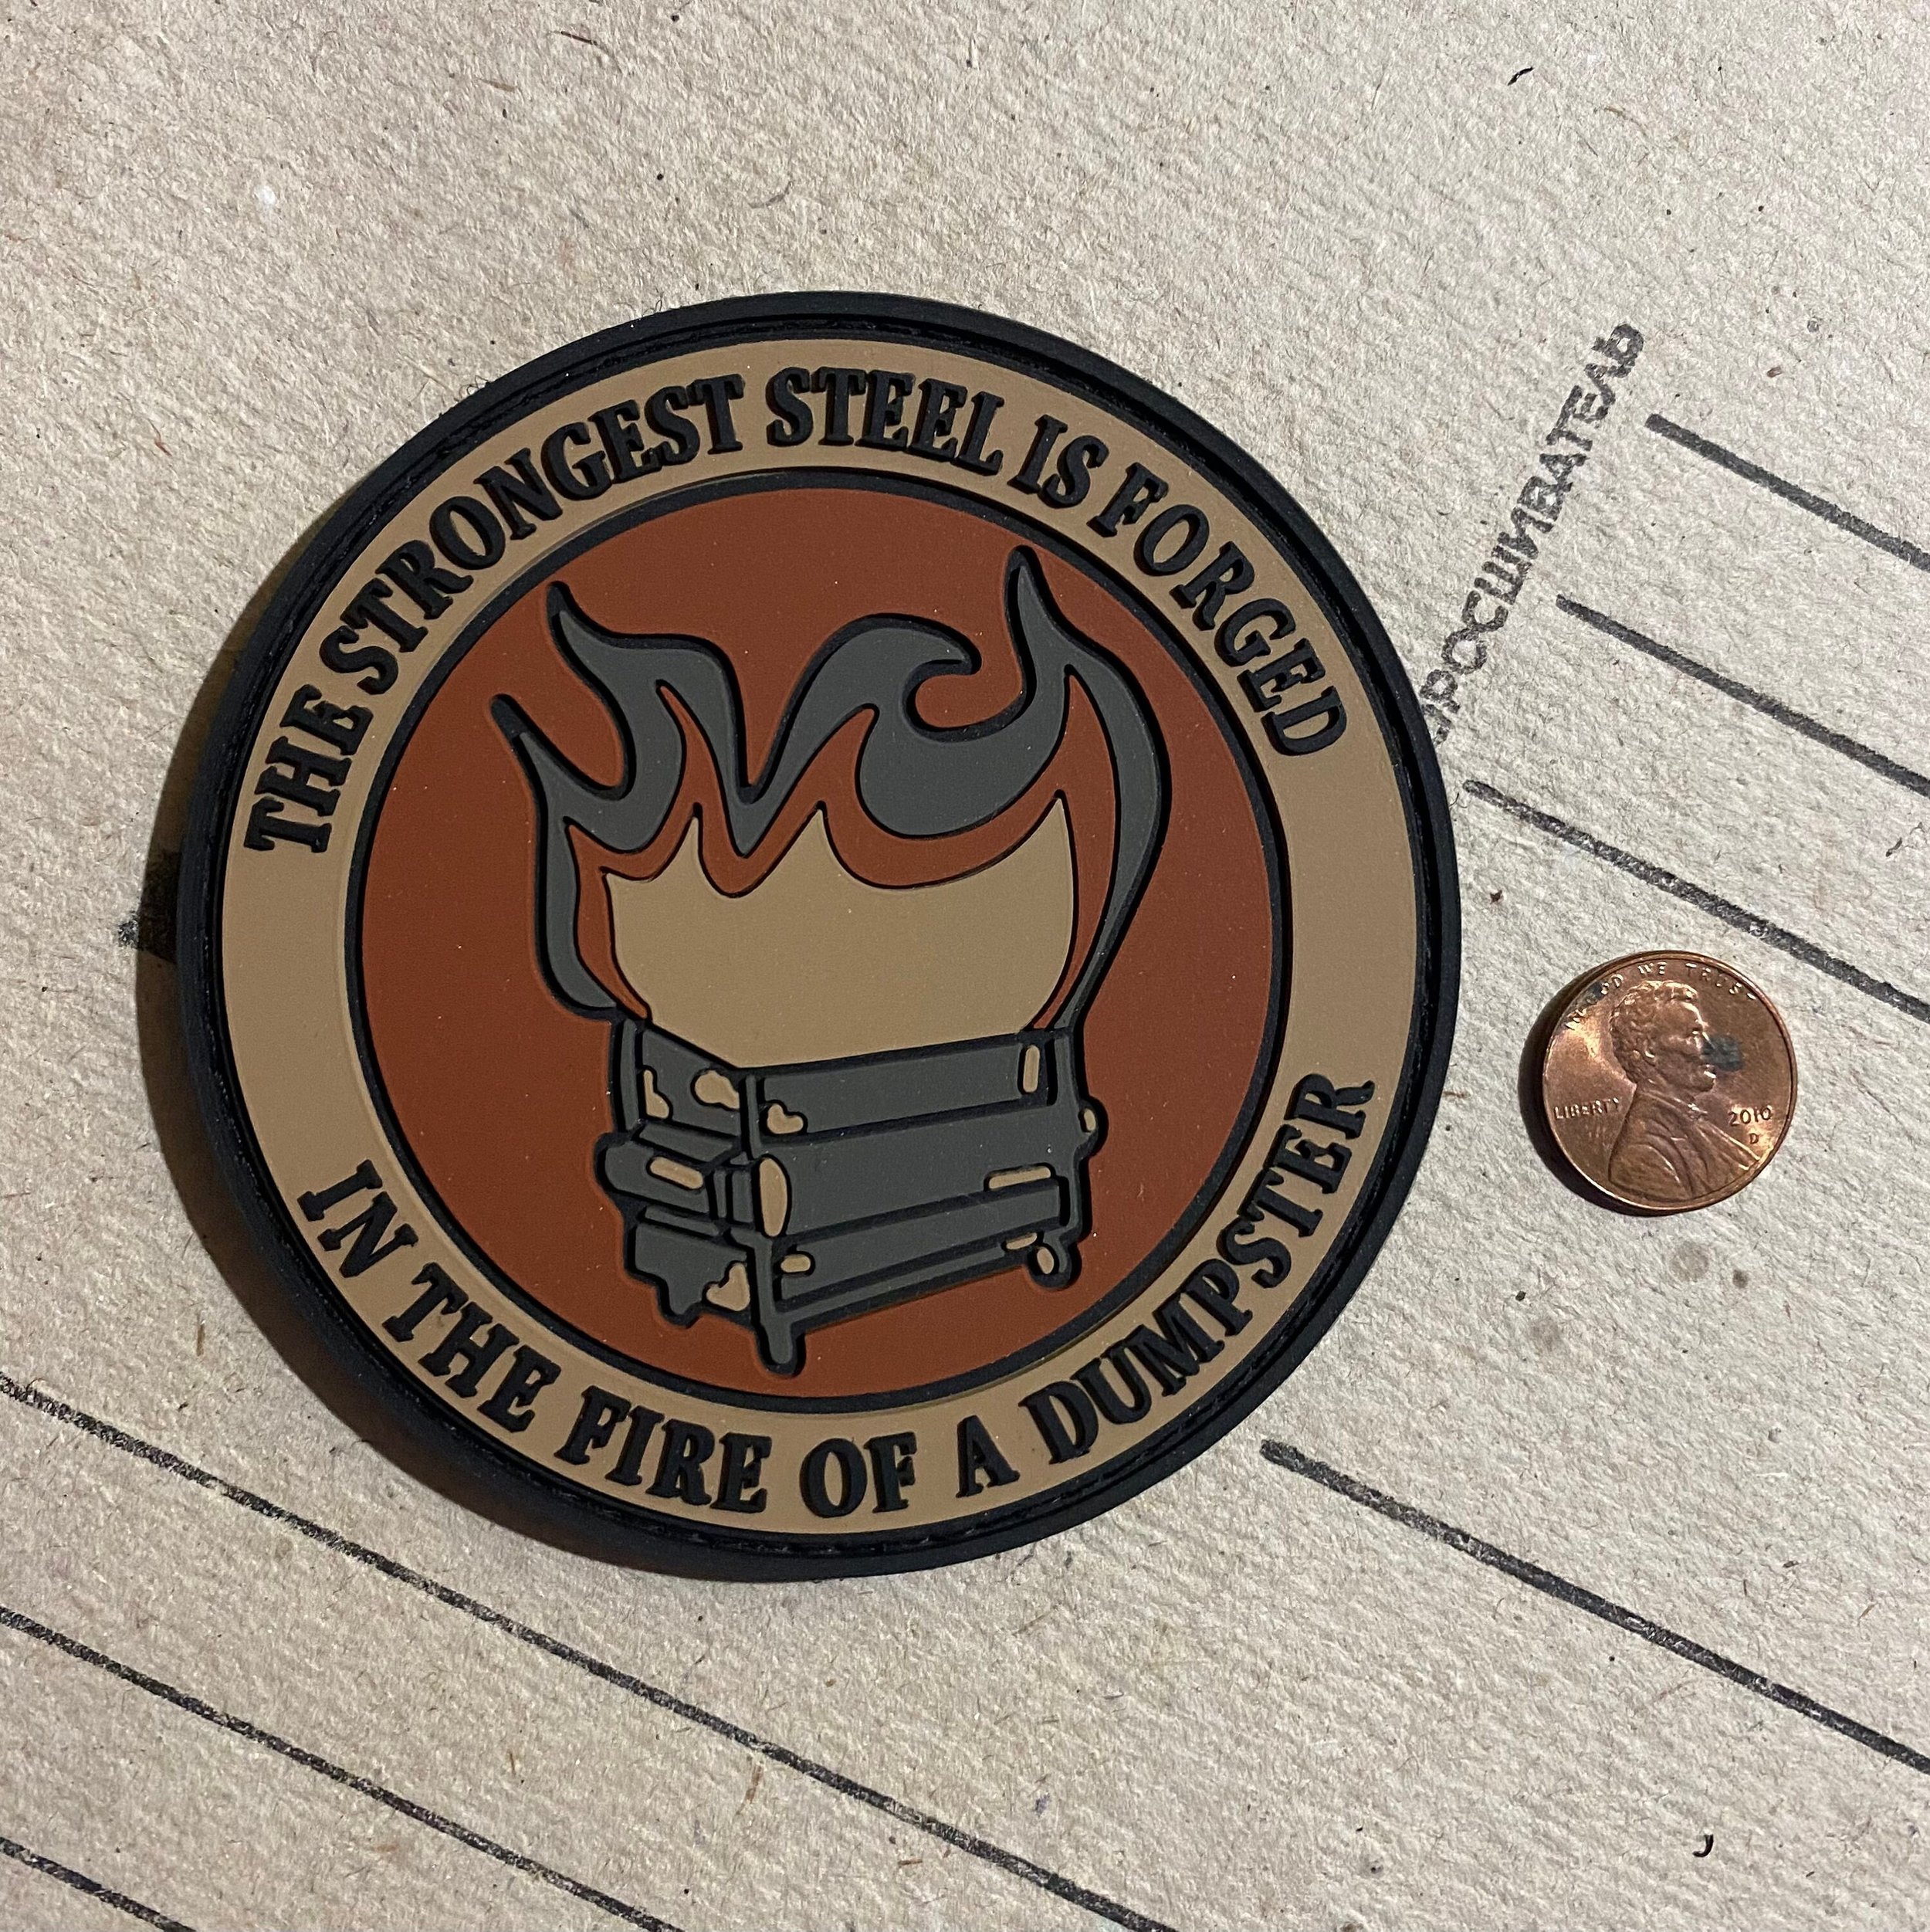 THE STRONGEST STEEL IS FORGED
IN THE FIRE OF A DUMPSTER
IN GOD WE TRUST
LIBERTY
2010
D